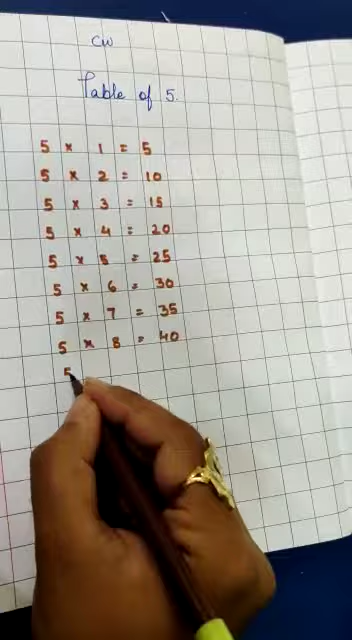 CW
Table of 5.
5 × 1 = 5
5 × 2 = 10
5 × 3 = 15
5 × 4 = 20
5 × 5 = 25
5 × 6 = 30
5 × 7 = 35
5 × 8 = 40
5